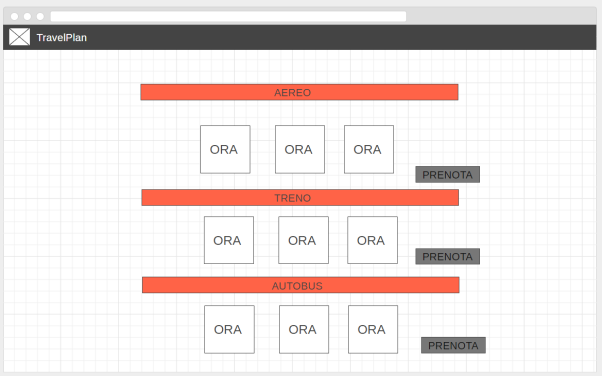 TravelPlan
AEREO
ORA ORA ORA
PRENOTA
TRENO
ORA ORA ORA
PRENOTA
AUTOBUS
ORA ORA ORA
PRENOTA